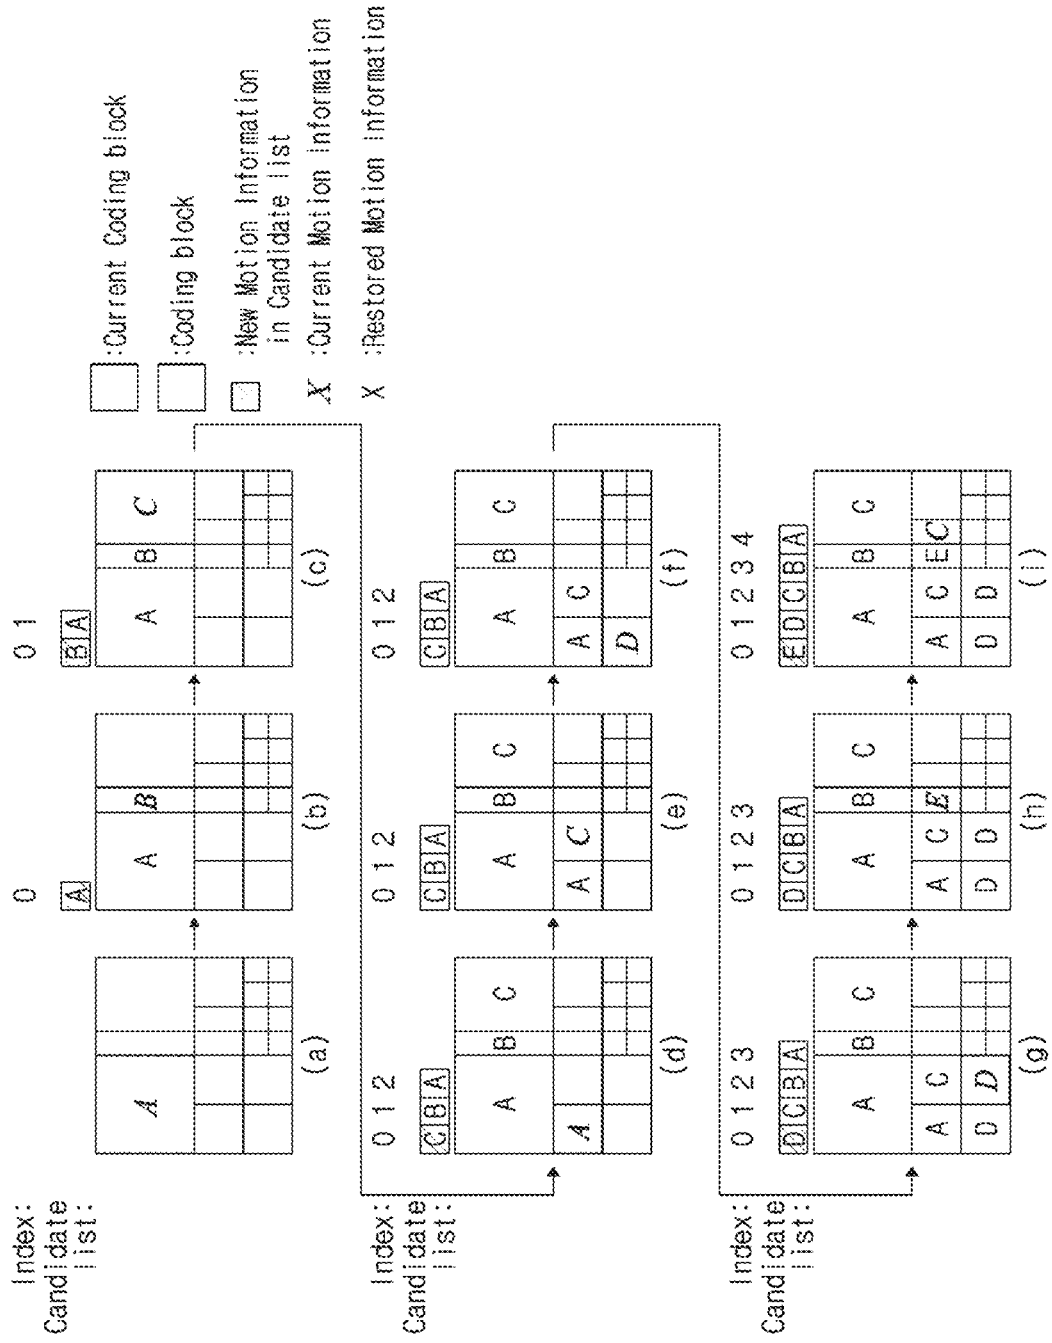 Index: 0 0 1
Candidate
list: A B A
A A B A B C
(a) (b) (c)
:Current Coding block
:Coding block
:New Motion Information
in Candidate list
X :Current Motion Information
X :Restored Motion Information
Index: 0 1 2 0 1 2 0 1 2
Candidate
list: C B A C B A C B A
A B C A B C A B C
A A C A C
D
(d) (e) (f)
Index: 0 1 2 3 0 1 2 3 0 1 2 3 4
Candidate
list: D C B A D C B A E D C B A
A B C A B C A B C
A C A C E A C E C
D D D D D D
(g) (h) (i)